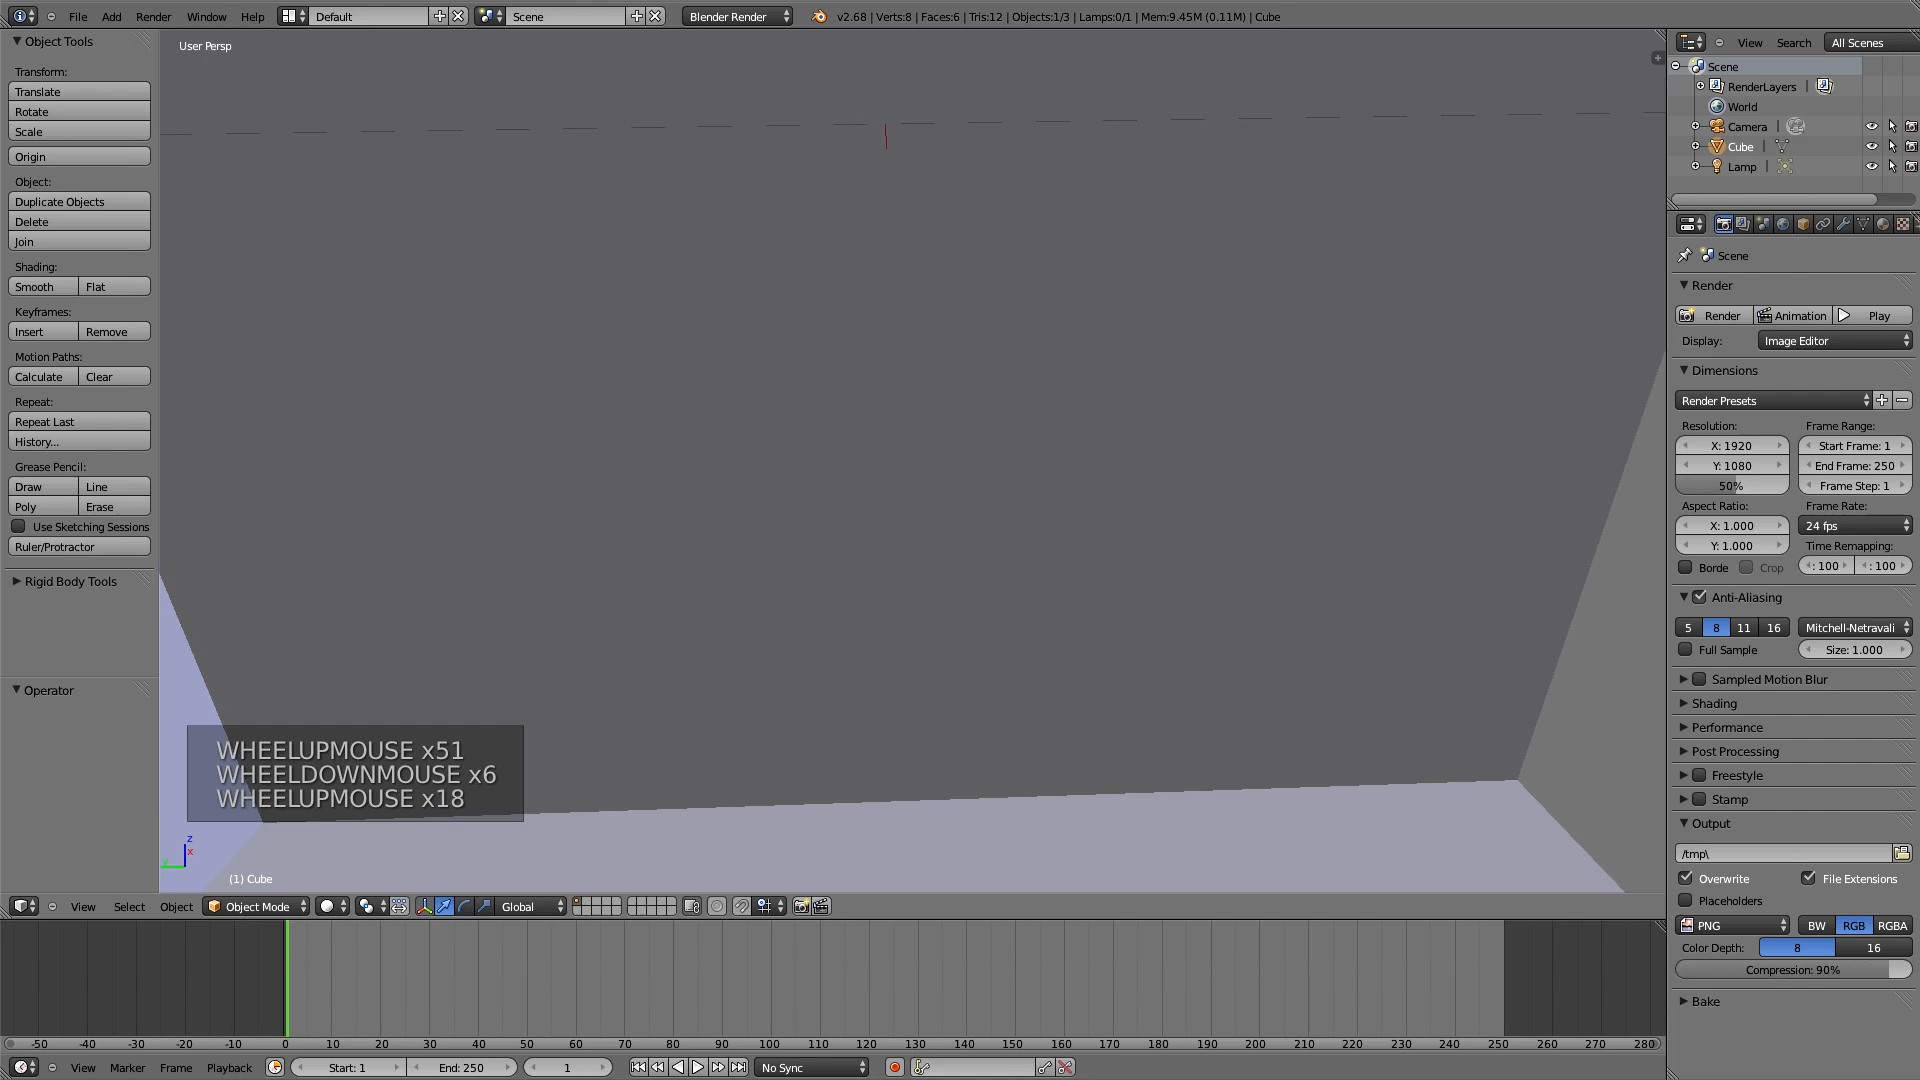 File Add Render Window Help Default Scene Blender Render v2.68 | Verts:8 | Faces:6 | Tris:12 | Objects:1/3 | Lamps:0/1 | Mem:9.45M (0.11M) | Cube
Object Tools
Transform:
Translate
Rotate
Scale
Origin
Object:
Duplicate Objects
Delete
Join
Shading:
Smooth Flat
Keyframes:
Insert Remove
Motion Paths:
Calculate Clear
Repeat:
Repeat Last
History...
Grease Pencil:
Draw Line
Poly Erase
Use Sketching Sessions
Ruler/Protractor
Rigid Body Tools
Operator
User Persp
WHEELUPMOUSE x51
WHEELDOWNMOUSE x6
WHEELUPMOUSE x18
z
x
y
(1) Cube
View Select Object Object Mode Global
-50 -40 -30 -20 -10 0 10 20 30 40 50 60 70 80 90 100 110 120 130 140 150 160 170 180 190 200 210 220 230 240 250 260 270 280
View Marker Frame Playback Start: 1 End: 250 1 No Sync
View Search All Scenes
Scene
RenderLayers |
World
Camera |
Cube |
Lamp |
Scene
Render
Render Animation Play
Display: Image Editor
Dimensions
Render Presets
Resolution: Frame Range:
X: 1920 Start Frame: 1
Y: 1080 End Frame: 250
50% Frame Step: 1
Aspect Ratio: Frame Rate:
X: 1.000 24 fps
Y: 1.000 Time Remapping:
Borde Crop : 100 : 100
Anti-Aliasing
5 8 11 16 Mitchell-Netravali
Full Sample Size: 1.000
Sampled Motion Blur
Shading
Performance
Post Processing
Freestyle
Stamp
Output
/tmp\
Overwrite File Extensions
Placeholders
PNG BW RGB RGBA
Color Depth: 8 16
Compression: 90%
Bake